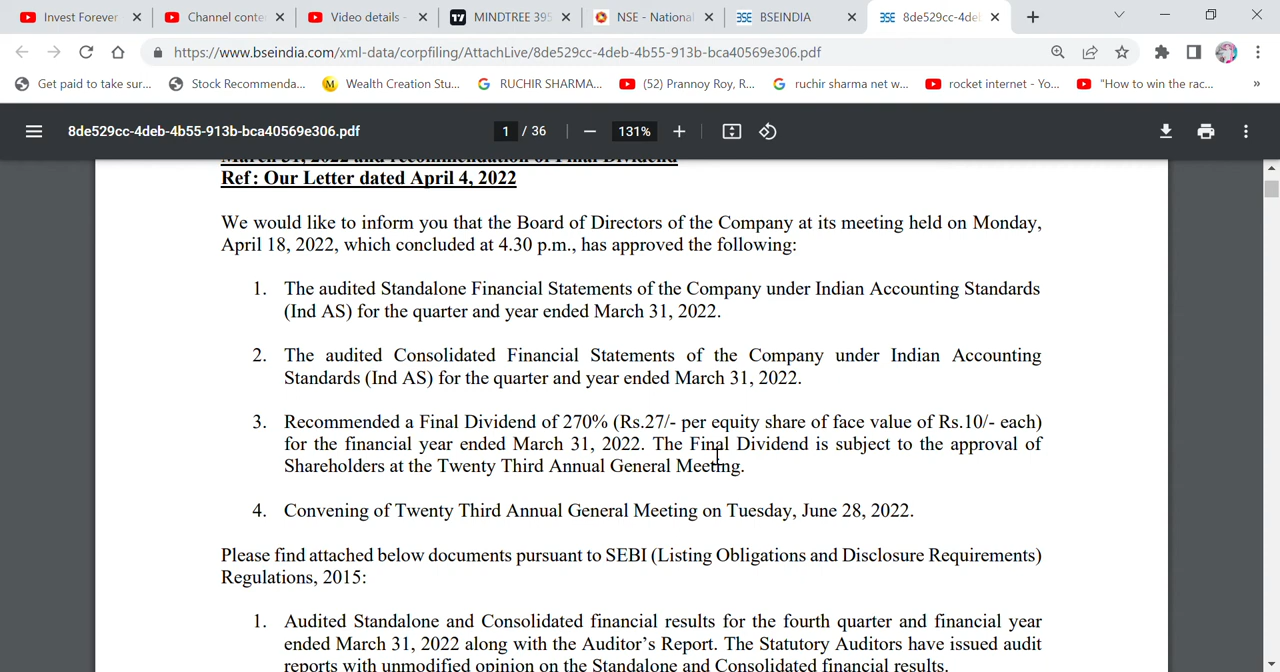 Invest Forever
Channel conte
Video details -
MINDTREE 395
NSE - National
BSEINDIA
8de529cc-4de
https://www.bseindia.com/xml-data/corpfiling/AttachLive/8de529cc-4deb-4b55-913b-bca40569e306.pdf
Get paid to take sur...
Stock Recommenda...
M
Wealth Creation Stu...
RUCHIR SHARMA...
(52) Prannoy Roy, R...
ruchir sharma net w...
rocket internet - Yo...
"How to win the rac...
»
8de529cc-4deb-4b55-913b-bca40569e306.pdf
1 / 36
131%
March 31, 2022 and recommendation of Final Dividend
Ref: Our Letter dated April 4, 2022
We would like to inform you that the Board of Directors of the Company at its meeting held on Monday,
April 18, 2022, which concluded at 4.30 p.m., has approved the following:
1. The audited Standalone Financial Statements of the Company under Indian Accounting Standards
(Ind AS) for the quarter and year ended March 31, 2022.
2. The audited Consolidated Financial Statements of the Company under Indian Accounting
Standards (Ind AS) for the quarter and year ended March 31, 2022.
3. Recommended a Final Dividend of 270% (Rs.27/- per equity share of face value of Rs.10/- each)
for the financial year ended March 31, 2022. The Final Dividend is subject to the approval of
Shareholders at the Twenty Third Annual General Meeting.
4. Convening of Twenty Third Annual General Meeting on Tuesday, June 28, 2022.
Please find attached below documents pursuant to SEBI (Listing Obligations and Disclosure Requirements)
Regulations, 2015:
1. Audited Standalone and Consolidated financial results for the fourth quarter and financial year
ended March 31, 2022 along with the Auditor's Report. The Statutory Auditors have issued audit
reports with unmodified opinion on the Standalone and Consolidated financial results.